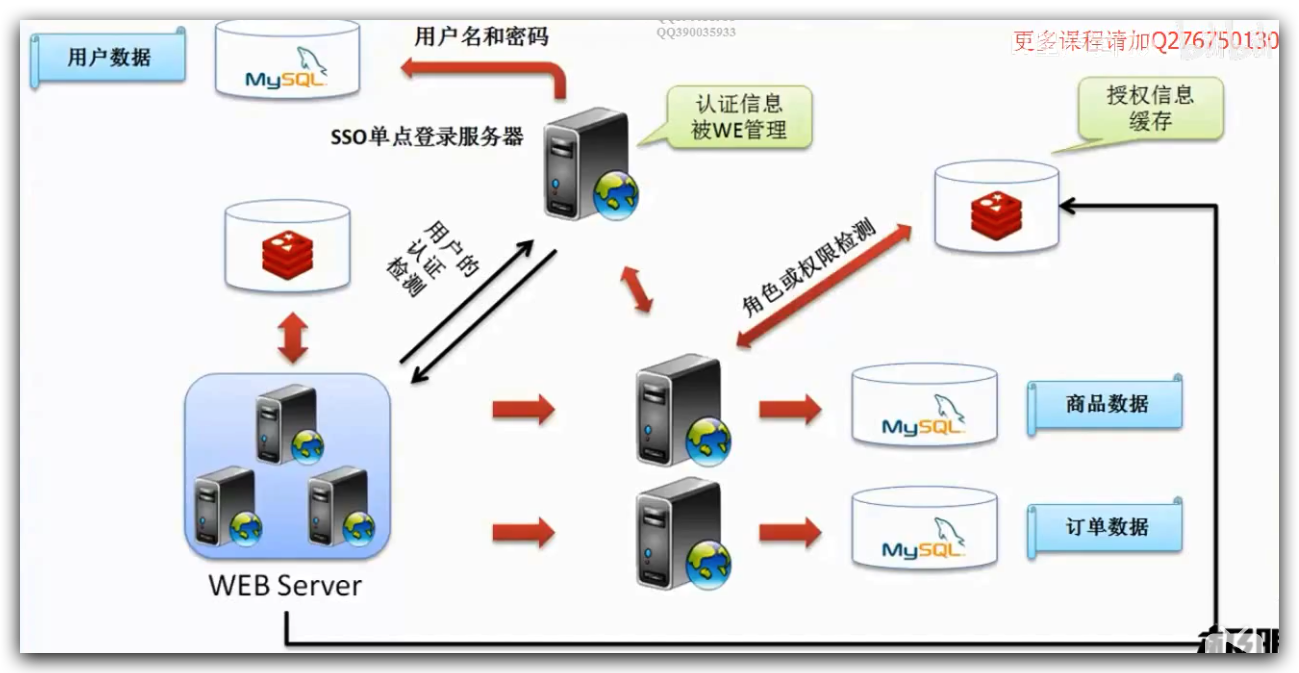 用户数据
MySQL
用户名和密码
QQ390035933
更多课程请加Q276750130
SSO单点登录服务器
认证信息
被WE管理
授权信息
缓存
用户的
认证
检测
角色或权限检测
MySQL
商品数据
MySQL
订单数据
WEB Server